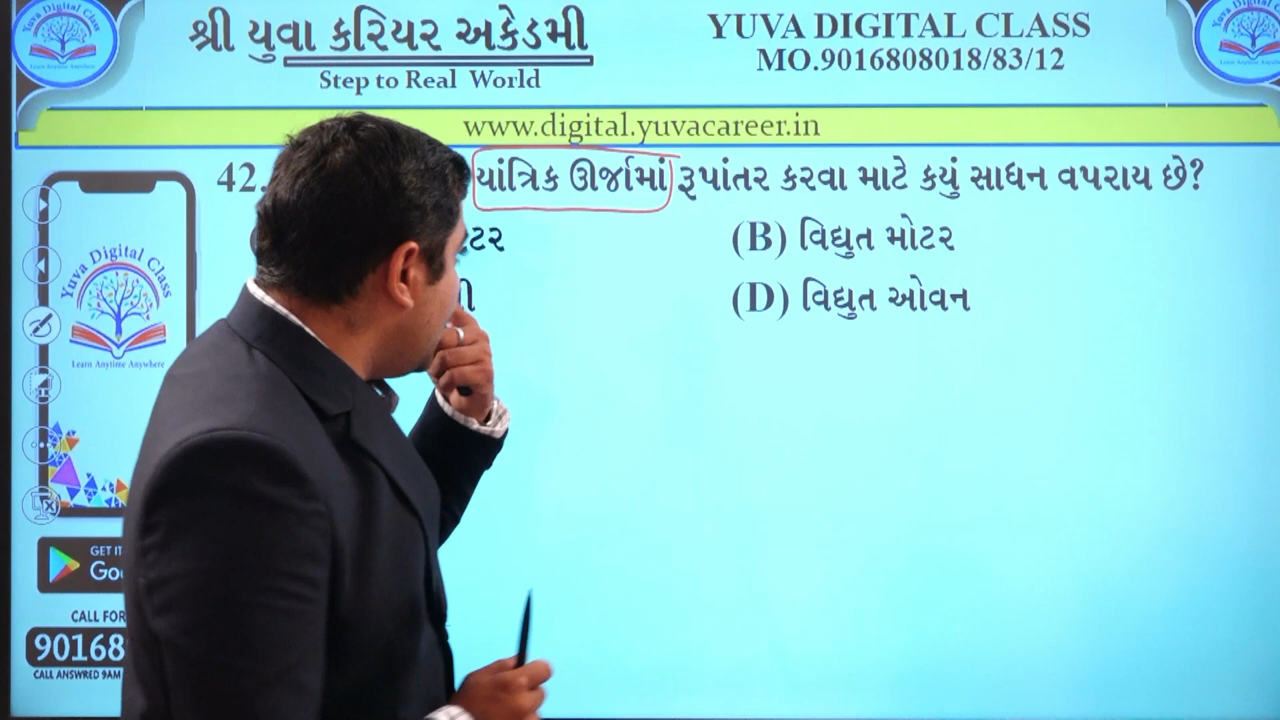 શ્રી યુવા કરિયર અકેડમી
Step to Real World
YUVA DIGITAL CLASS
MO.9016808018/83/12
www.digital.yuvacareer.in
42. યાંત્રિક ઊર્જામાં રૂપાંતર કરવા માટે કયું સાધન વપરાય છે?
(B) વિદ્યુત મોટર
(D) વિદ્યુત ઓવન
Yuva Digital Class
Learn Anytime Anywhere
GET IT
CALL FOR
90168
CALL ANSWRED 9AM